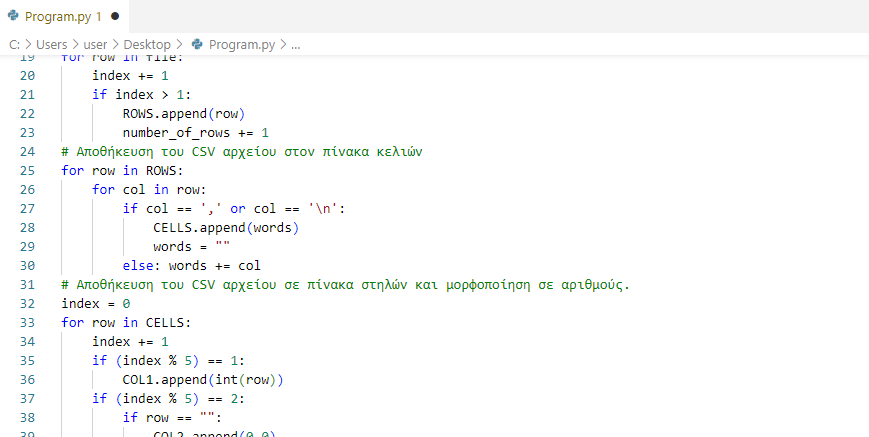 Program.py 1
C: > Users > user > Desktop > Program.py > ...
19 for row in file:
20 index += 1
21 if index > 1:
22 ROWS.append(row)
23 number_of_rows += 1
24 # Αποθήκευση του CSV αρχείου στον πίνακα κελιών
25 for row in ROWS:
26 for col in row:
27 if col == ',' or col == '\n':
28 CELLS.append(words)
29 words = ""
30 else: words += col
31 # Αποθήκευση του CSV αρχείου σε πίνακα στηλών και μορφοποίηση σε αριθμούς.
32 index = 0
33 for row in CELLS:
34 index += 1
35 if (index % 5) == 1:
36 COL1.append(int(row))
37 if (index % 5) == 2:
38 if row == "":
39 COL2.append(0.0)